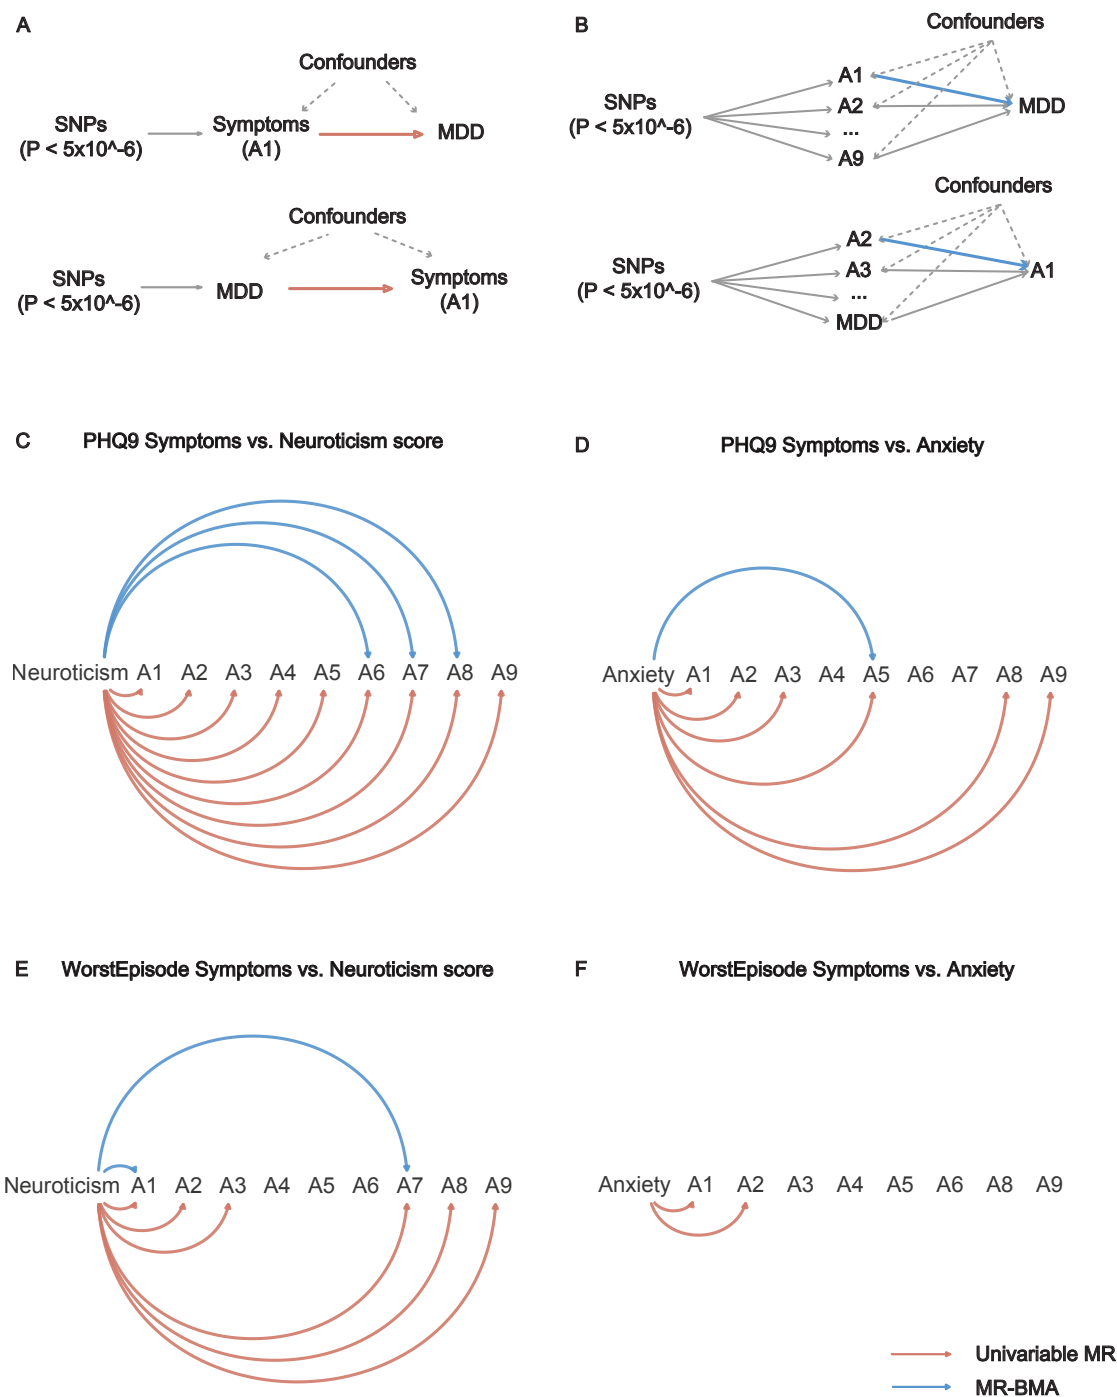 A
Confounders
SNPs
(P < 5x10^-6)
Symptoms
(A1)
MDD
Confounders
SNPs
(P < 5x10^-6)
MDD
Symptoms
(A1)
B
Confounders
SNPs
(P < 5x10^-6)
A1
A2
...
A9
MDD
Confounders
SNPs
(P < 5x10^-6)
A2
A3
...
MDD
A1
C PHQ9 Symptoms vs. Neuroticism score
Neuroticism A1 A2 A3 A4 A5 A6 A7 A8 A9
D PHQ9 Symptoms vs. Anxiety
Anxiety A1 A2 A3 A4 A5 A6 A7 A8 A9
E WorstEpisode Symptoms vs. Neuroticism score
Neuroticism A1 A2 A3 A4 A5 A6 A7 A8 A9
F WorstEpisode Symptoms vs. Anxiety
Anxiety A1 A2 A3 A4 A5 A6 A8 A9
Univariable MR
MR-BMA